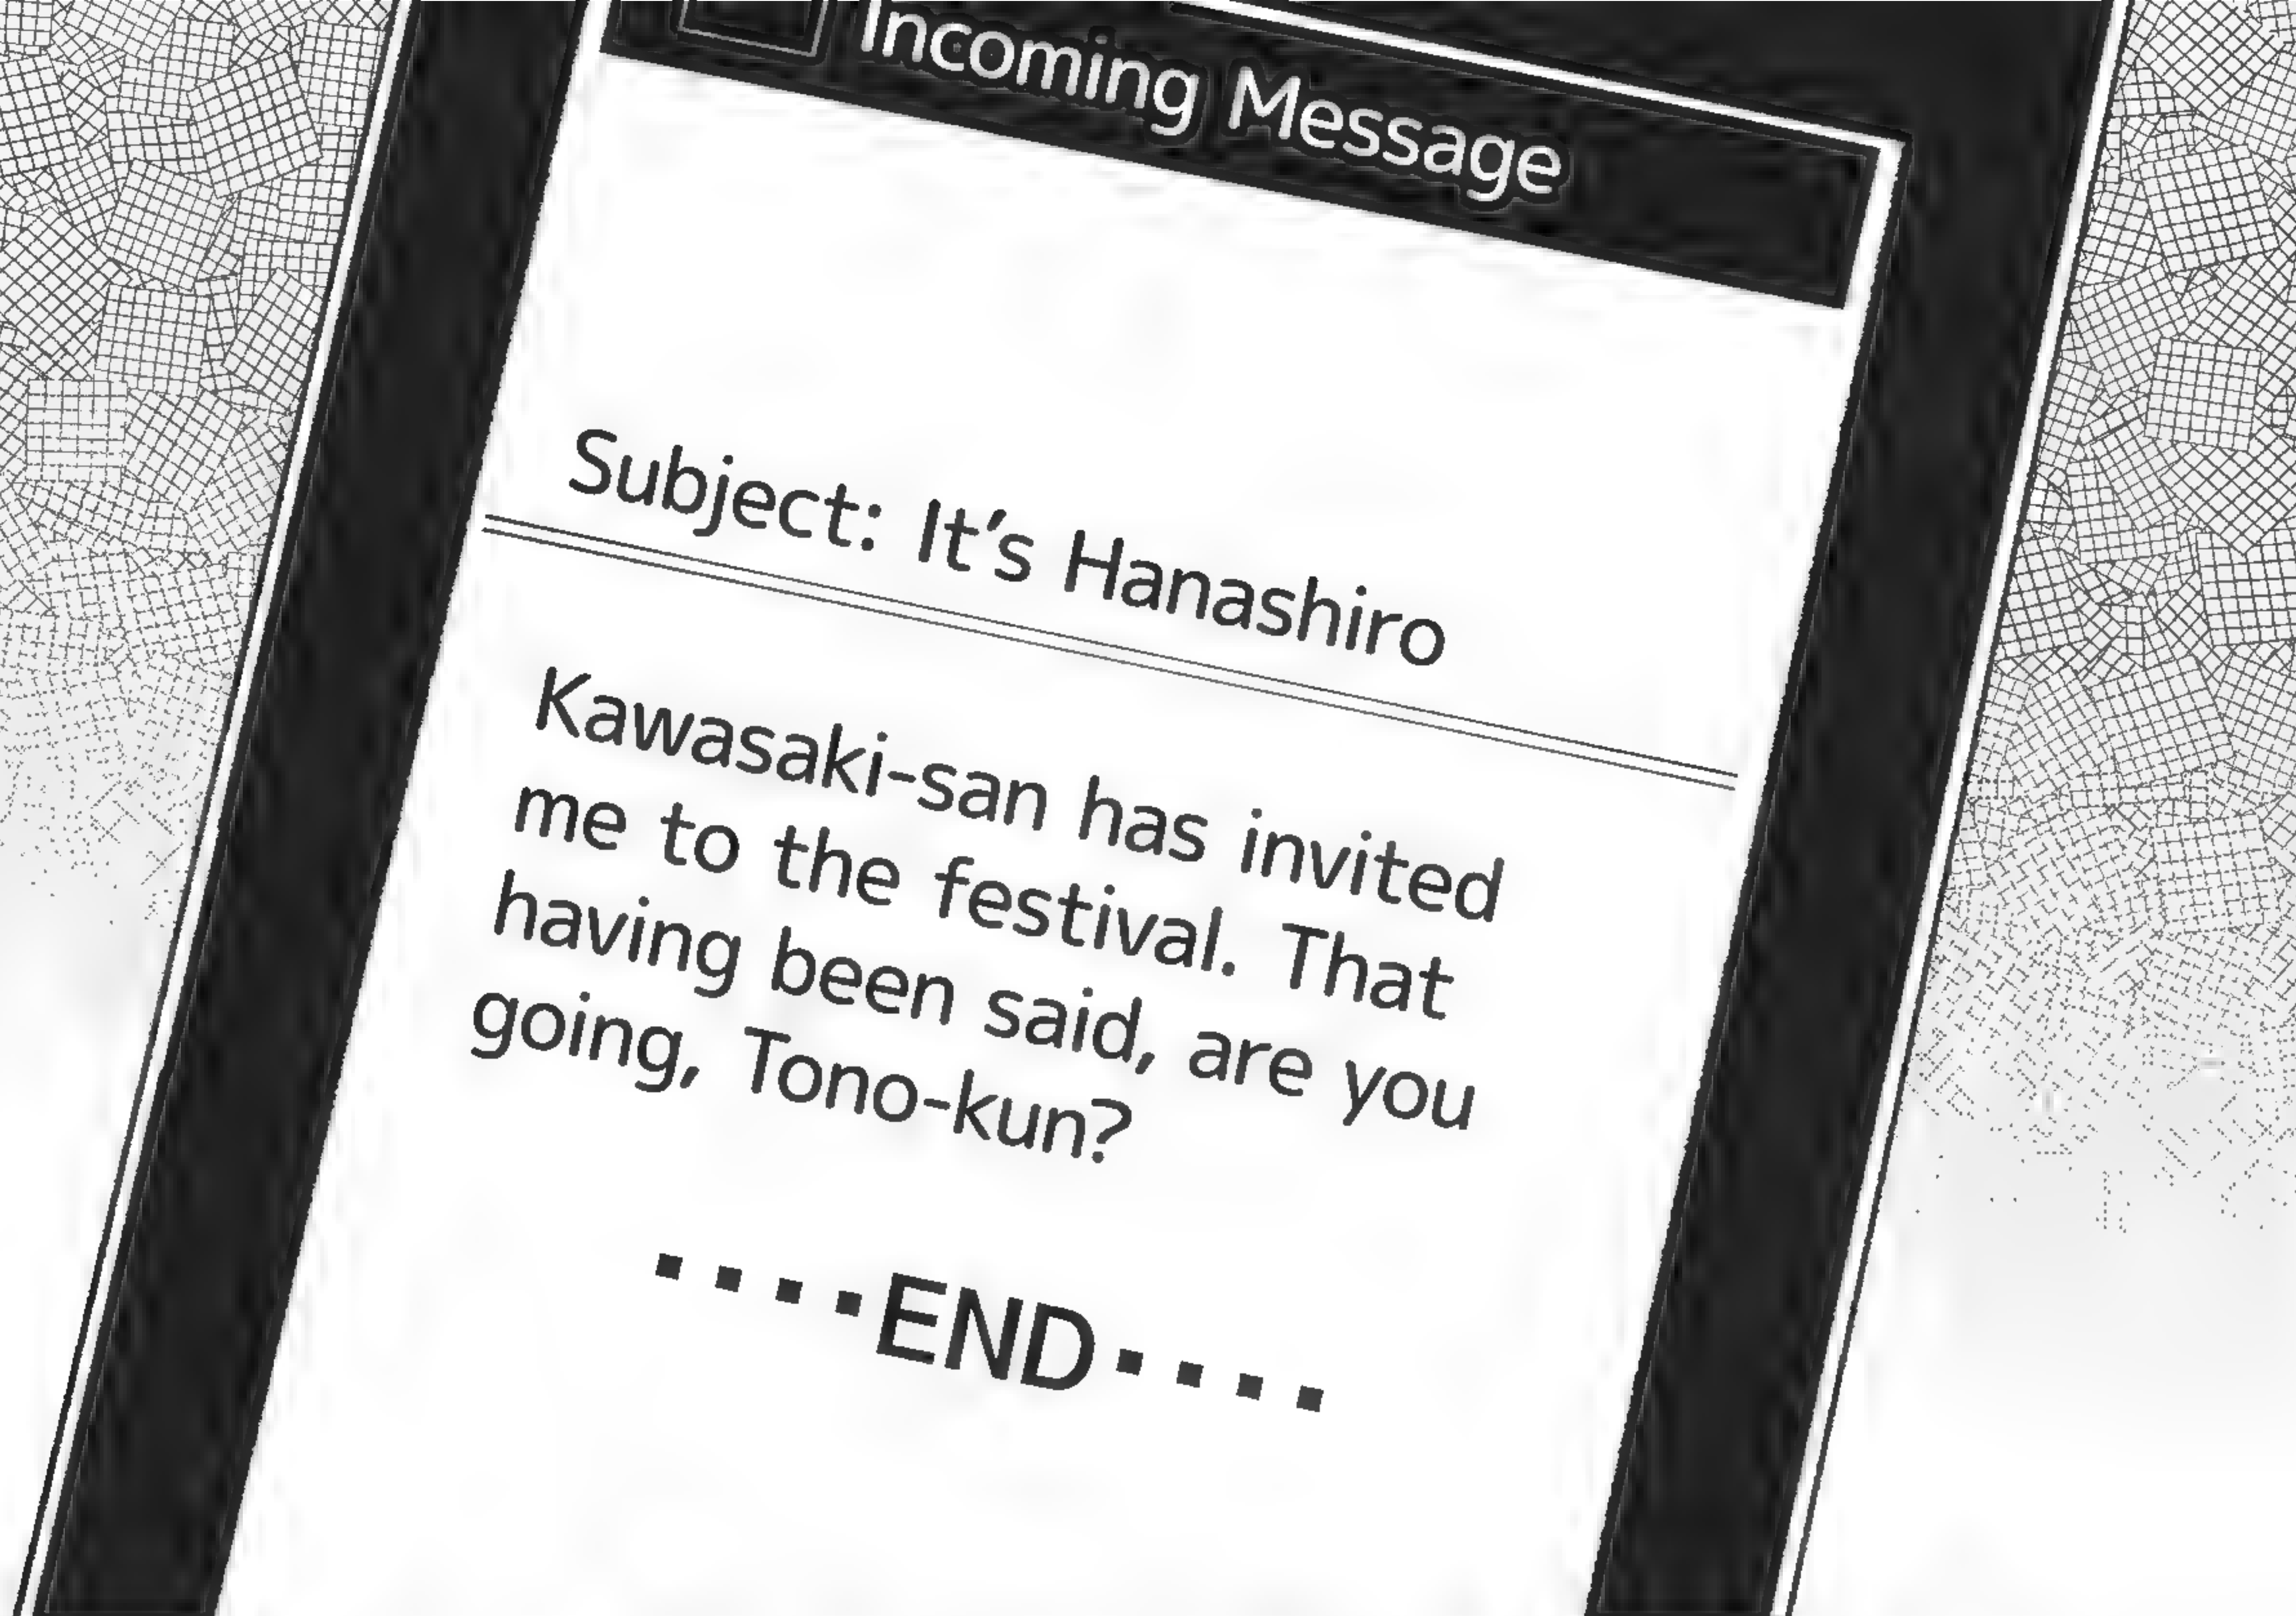 Incoming Message
Subject: It's Hanashiro
Kawasaki-san has invited
me to the festival. That
having been said, are you
going, Tono-kun?
····END····